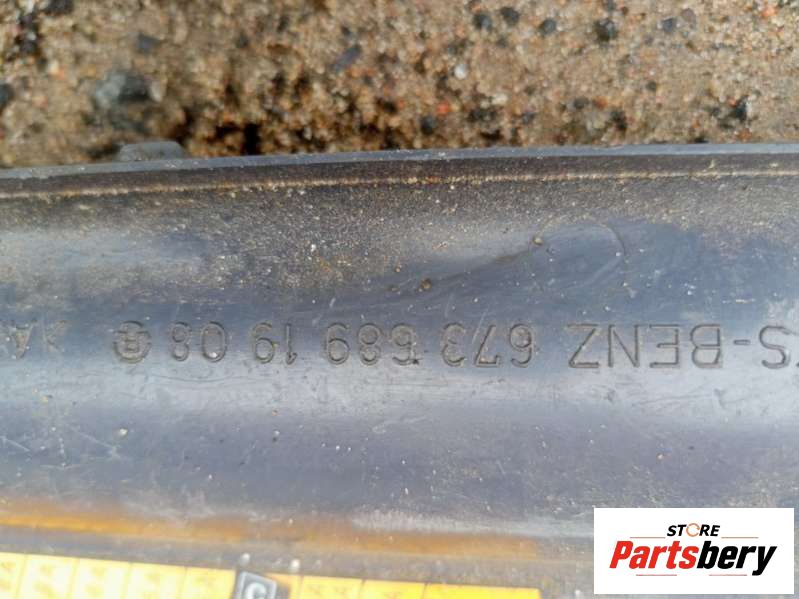 S-BENZ 673 689 19 08
C
STORE
Partsbery